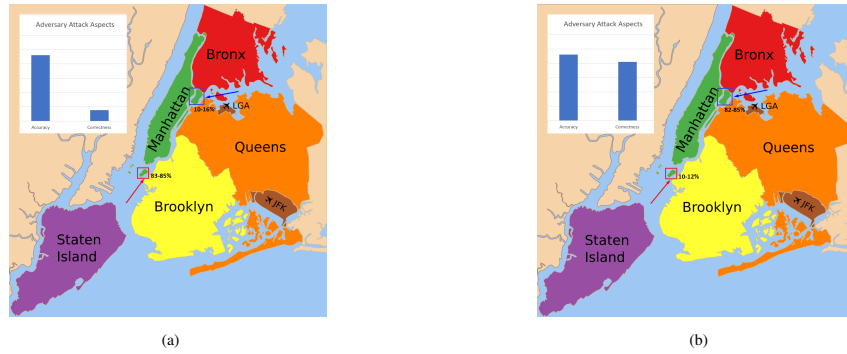 Adversary Attack Aspects
Accuracy
Correctness
Bronx
Manhattan
10-16%
LGA
Queens
83-85%
Brooklyn
JFK
Staten
Island
(a)
Adversary Attack Aspects
Accuracy
Correctness
Bronx
Manhattan
82-85%
LGA
Queens
10-12%
Brooklyn
JFK
Staten
Island
(b)